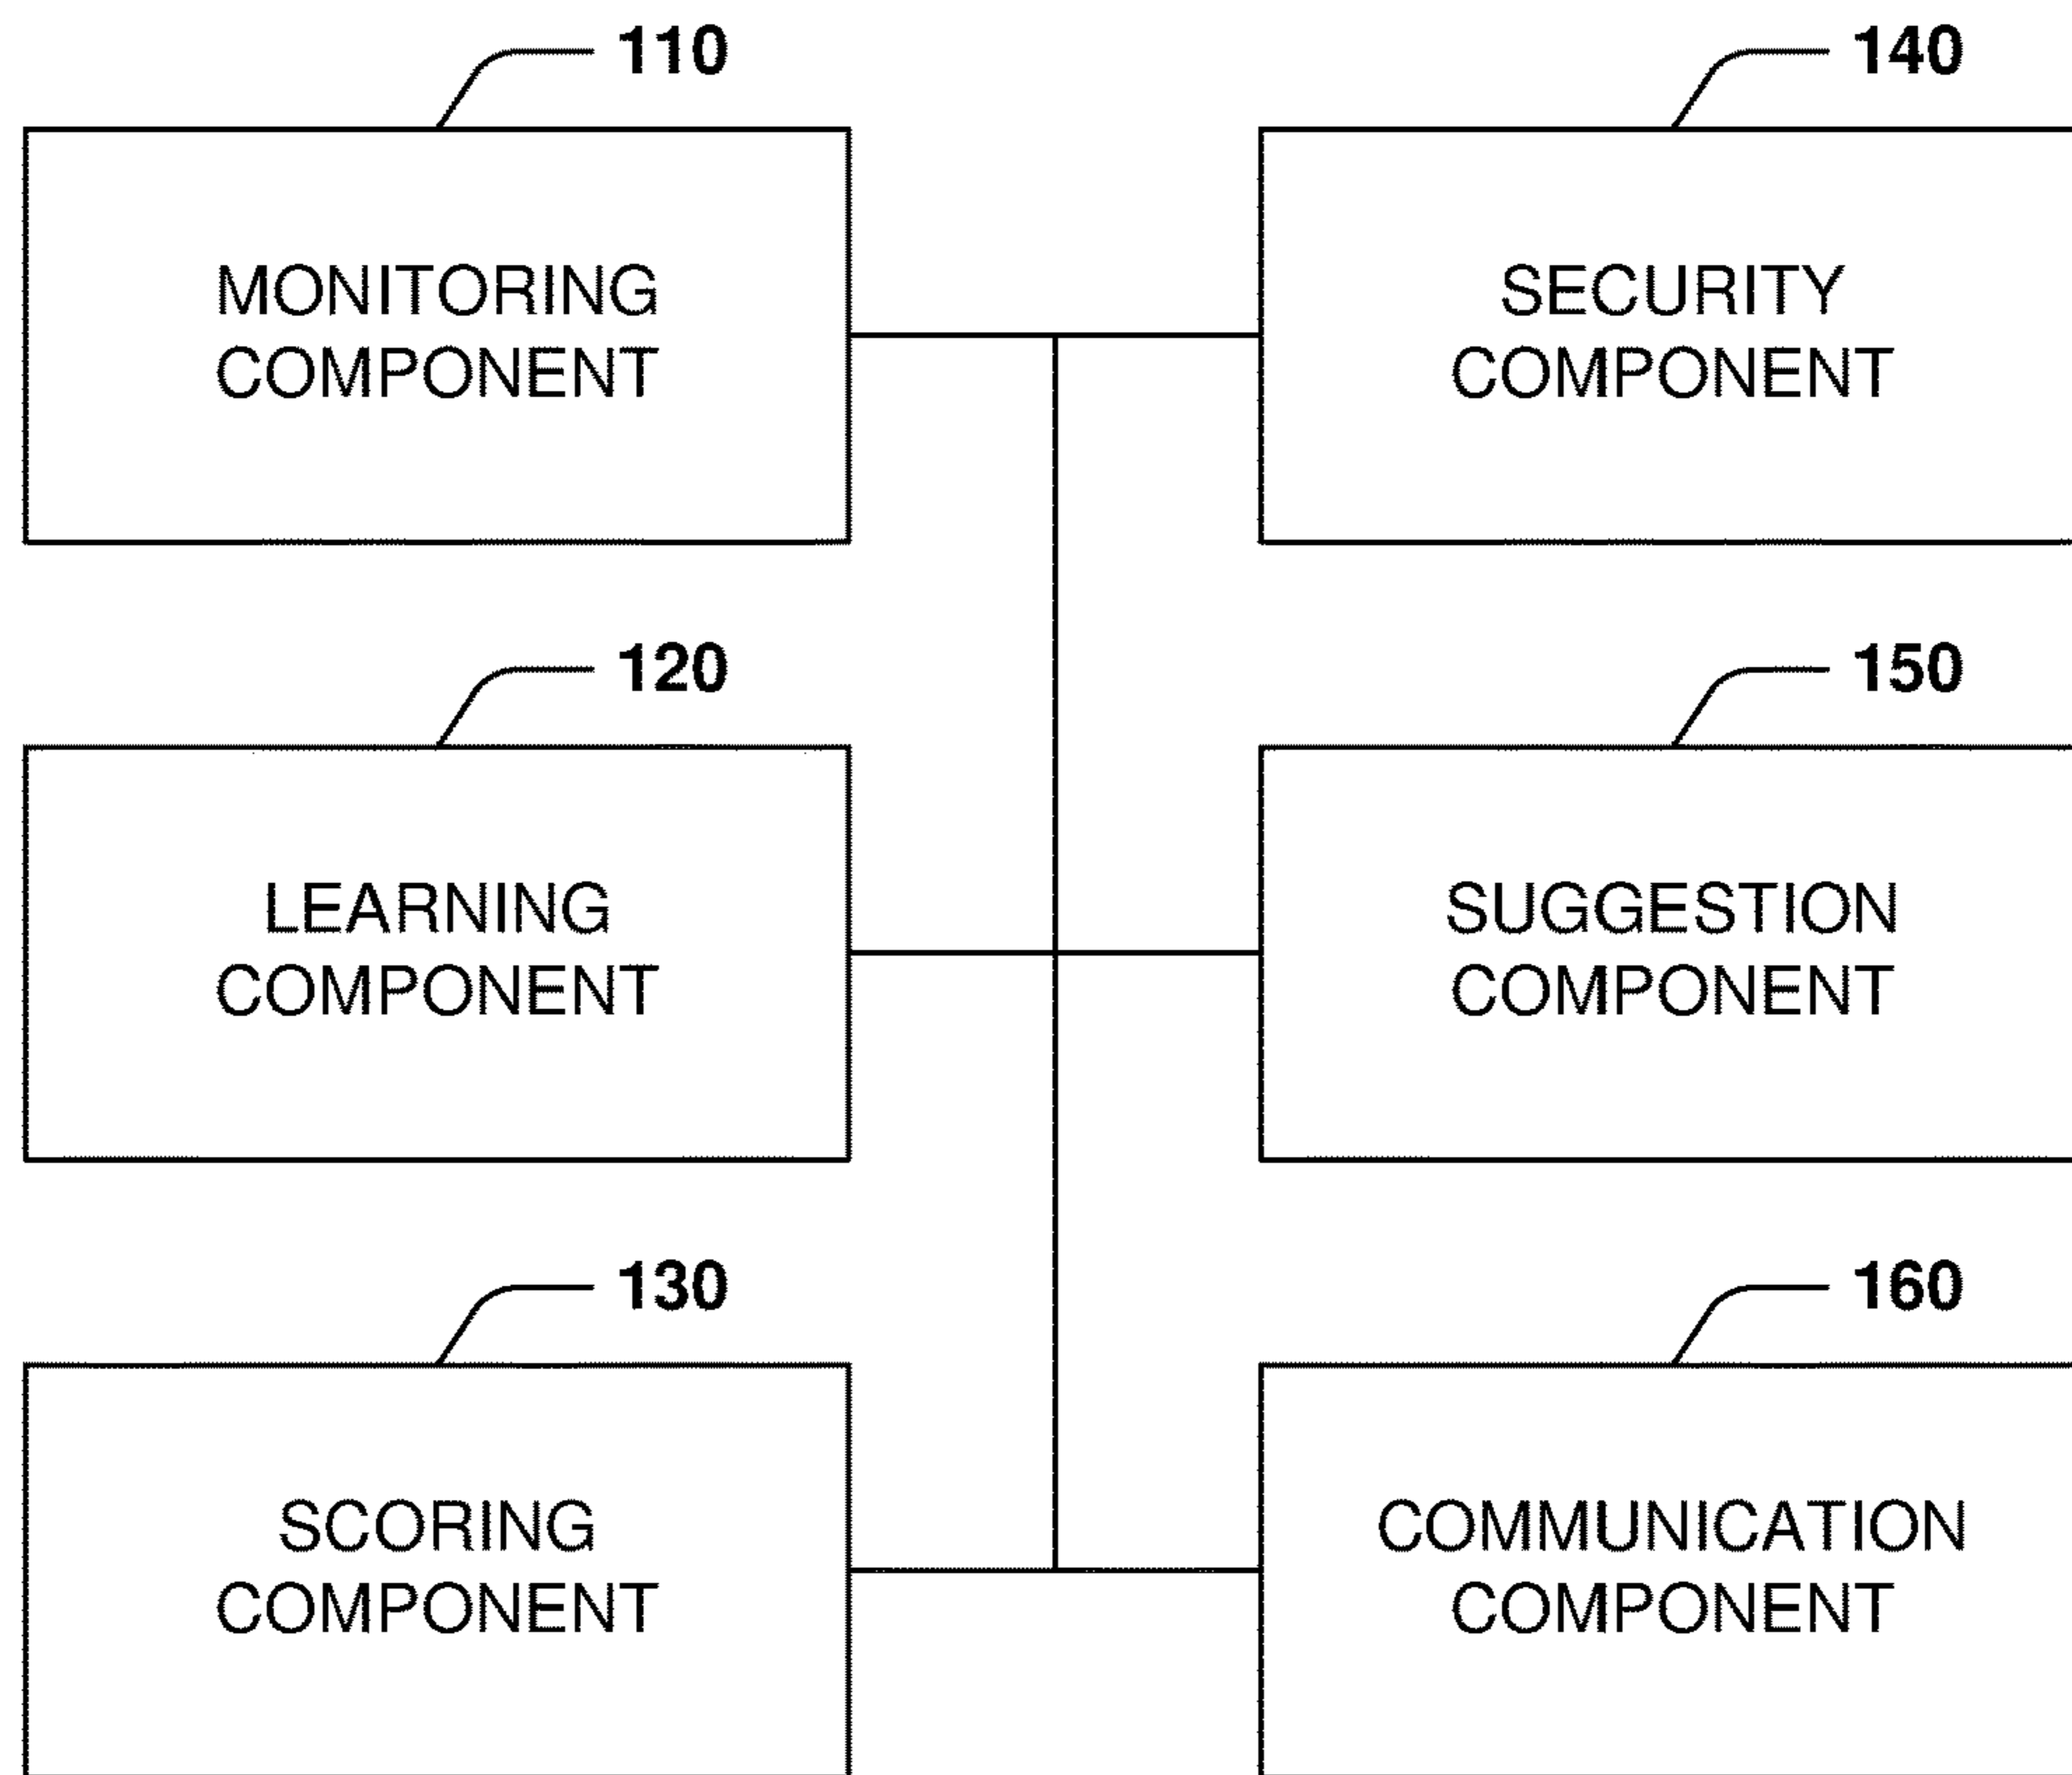 110
MONITORING
COMPONENT
140
SECURITY
COMPONENT
120
LEARNING
COMPONENT
150
SUGGESTION
COMPONENT
130
SCORING
COMPONENT
160
COMMUNICATION
COMPONENT